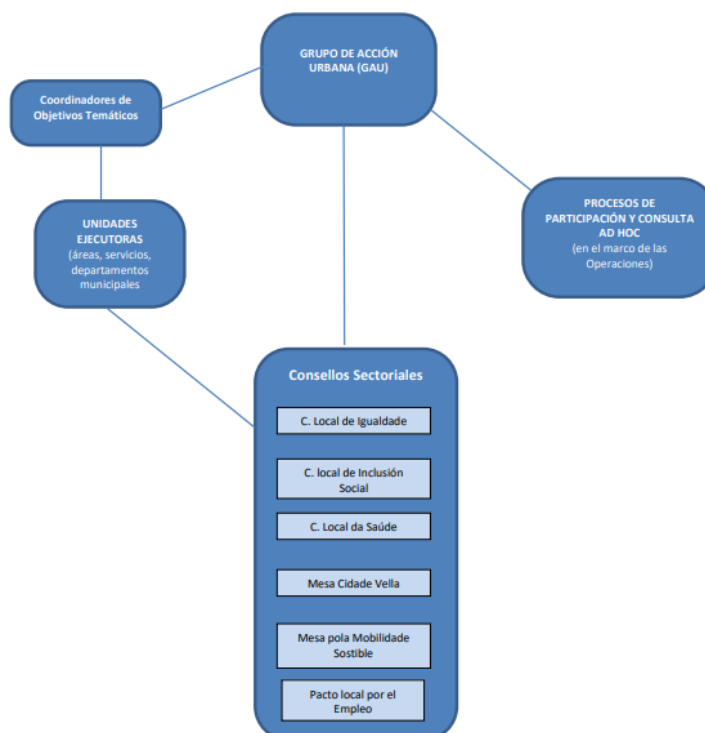 GRUPO DE ACCIÓN
URBANA (GAU)
Coordinadores de
Objetivos Temáticos
UNIDADES
EJECUTORAS
(áreas, servicios,
departamentos
municipales
PROCESOS DE
PARTICIPACIÓN Y CONSULTA
AD HOC
(en el marco de las
Operaciones)
Consellos Sectoriales
C. Local de Igualdade
C. local de Inclusión
Social
C. Local da Saúde
Mesa Cidade Vella
Mesa pola Mobilidade
Sostible
Pacto local por el
Empleo